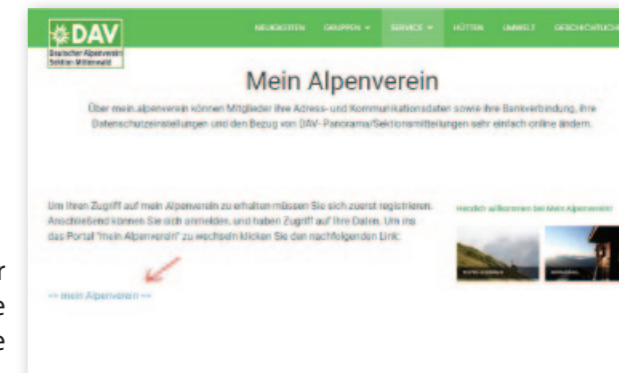 DAV
Deutscher Alpenverein
Sektion Mittenwald
NEUIGKEITEN GRUPPEN SERVICE HÜTTEN UMWELT GESCHICHTLICH
Mein Alpenverein
Über mein.alpenverein können Mitglieder ihre Adress- und Kommunikationsdaten sowie ihre Bankverbindung, ihre
Datenschutzeinstellungen und den Bezug von DAV-Panorama/Sektionsmitteilungen sehr einfach online ändern.
Um Ihren Zugriff auf mein Alpenverein zu erhalten müssen Sie sich zuerst registrieren.
Anschließend können Sie sich anmelden, und haben Zugriff auf Ihre Daten. Um ins
das Portal "mein Alpenverein" zu wechseln klicken Sie den nachfolgenden Link:
Herzlich willkommen bei Mein Alpenverein!
>> mein Alpenverein <<
r
e
e